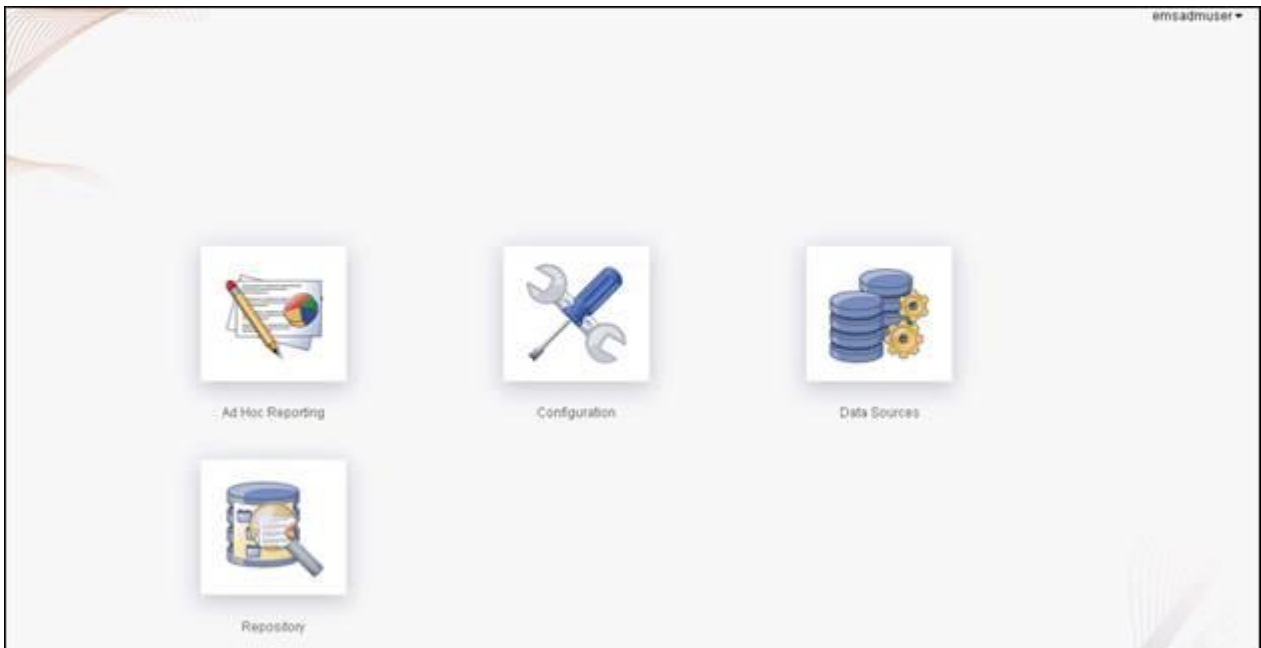 emsadmuser
Ad Hoc Reporting
Configuration
Data Sources
Repository